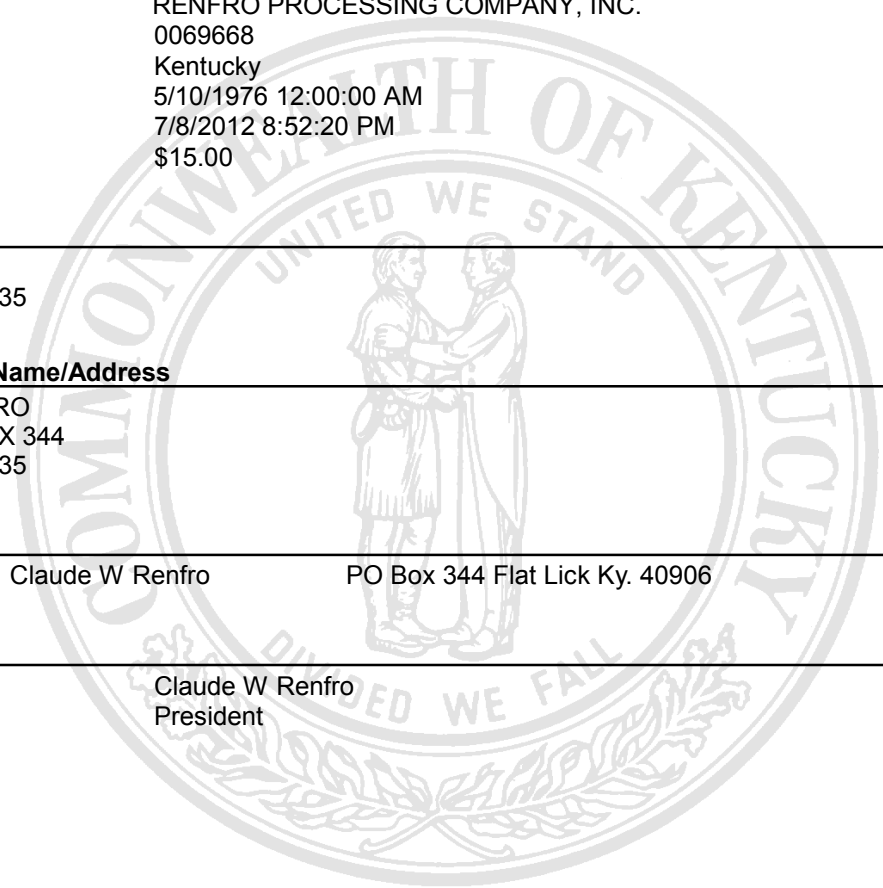 RENFRO PROCESSING COMPANY, INC.
0069668
Kentucky
5/10/1976 12:00:00 AM
7/8/2012 8:52:20 PM
$15.00
COMMONWEALTH OF KENTUCKY
UNITED WE STAND
35
Name/Address
RO
X 344
35
Claude W Renfro PO Box 344 Flat Lick Ky. 40906
DIVIDED WE FALL
Claude W Renfro
President